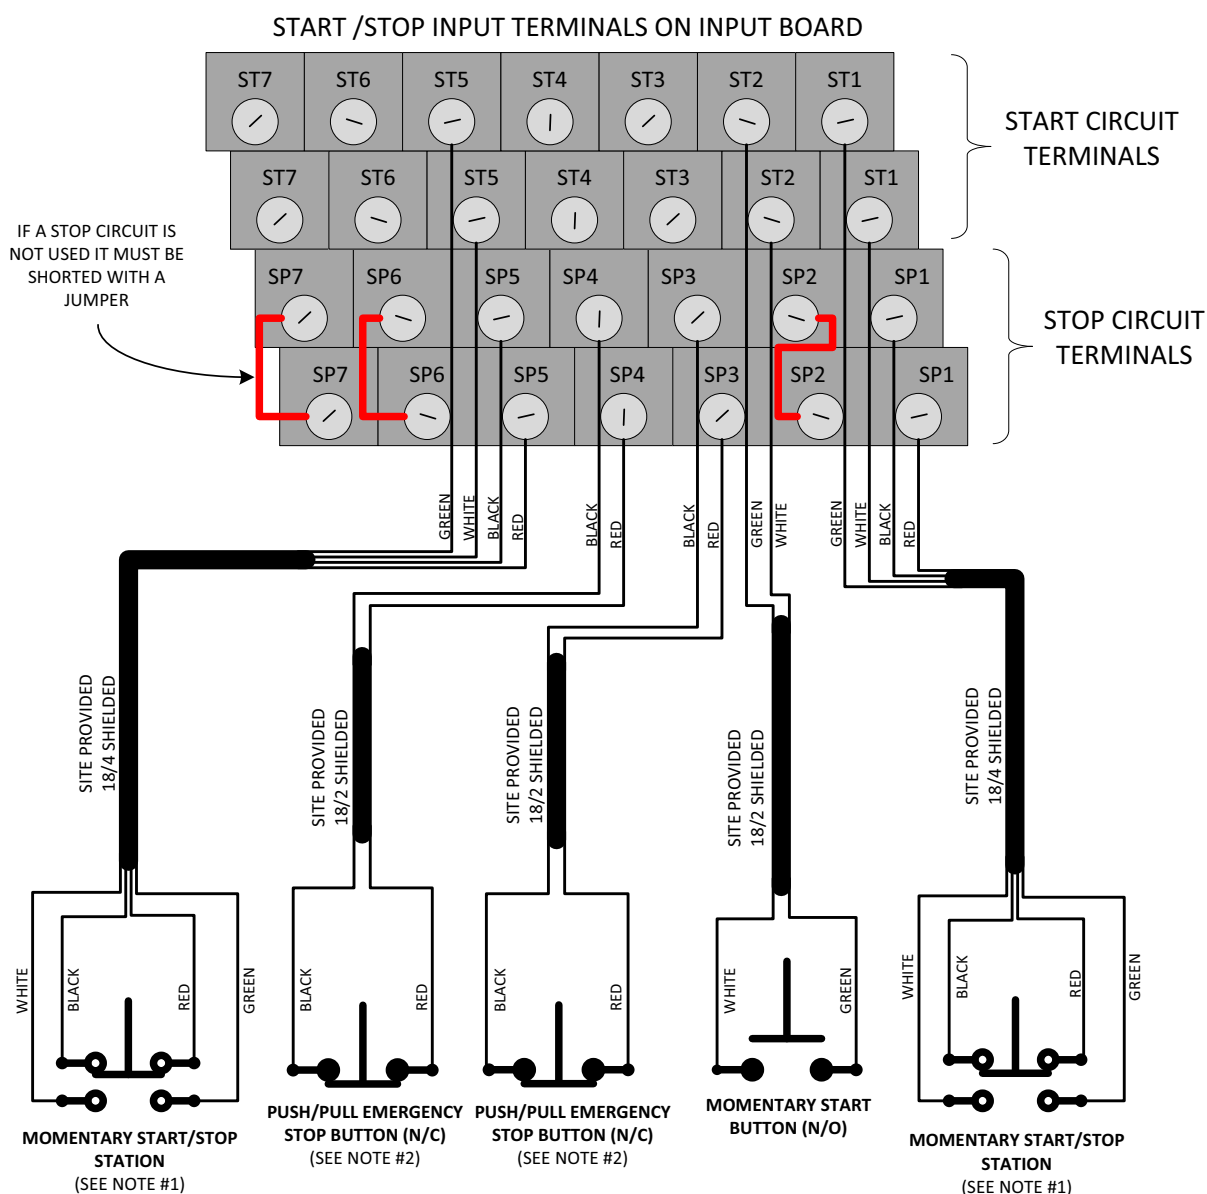 START /STOP INPUT TERMINALS ON INPUT BOARD
ST7 ST6 ST5 ST4 ST3 ST2 ST1
START CIRCUIT
TERMINALS
ST7 ST6 ST5 ST4 ST3 ST2 ST1
IF A STOP CIRCUIT IS
NOT USED IT MUST BE
SHORTED WITH A
JUMPER
SP7 SP6 SP5 SP4 SP3 SP2 SP1
STOP CIRCUIT
TERMINALS
SP7 SP6 SP5 SP4 SP3 SP2 SP1
GREEN
WHITE
BLACK
RED
BLACK
RED
BLACK
RED
GREEN
WHITE
GREEN
WHITE
BLACK
RED
SITE PROVIDED
18/4 SHIELDED
SITE PROVIDED
18/2 SHIELDED
SITE PROVIDED
18/2 SHIELDED
SITE PROVIDED
18/2 SHIELDED
SITE PROVIDED
18/4 SHIELDED
WHITE
BLACK
RED
GREEN
BLACK
RED
BLACK
RED
WHITE
GREEN
WHITE
BLACK
RED
GREEN
MOMENTARY START/STOP
STATION
(SEE NOTE #1)
PUSH/PULL EMERGENCY
STOP BUTTON (N/C)
(SEE NOTE #2)
PUSH/PULL EMERGENCY
STOP BUTTON (N/C)
(SEE NOTE #2)
MOMENTARY START
BUTTON (N/O)
MOMENTARY START/STOP
STATION
(SEE NOTE #1)